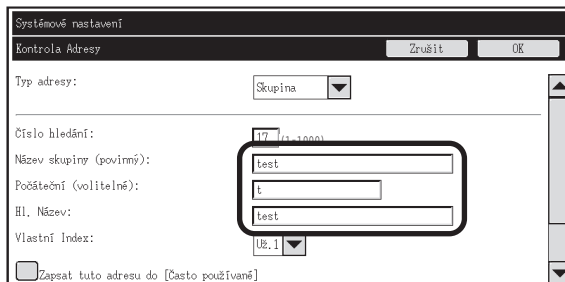 Systémové nastavení
Kontrola Adresy Zrušit OK
Typ adresy: Skupina
Číslo hledání: 17 (1-1000)
Název skupiny (povinný): test
Počáteční (volitelné): t
Hl. Název: test
Vlastní Index: Už.1
Zapsat tuto adresu do [Často používané]